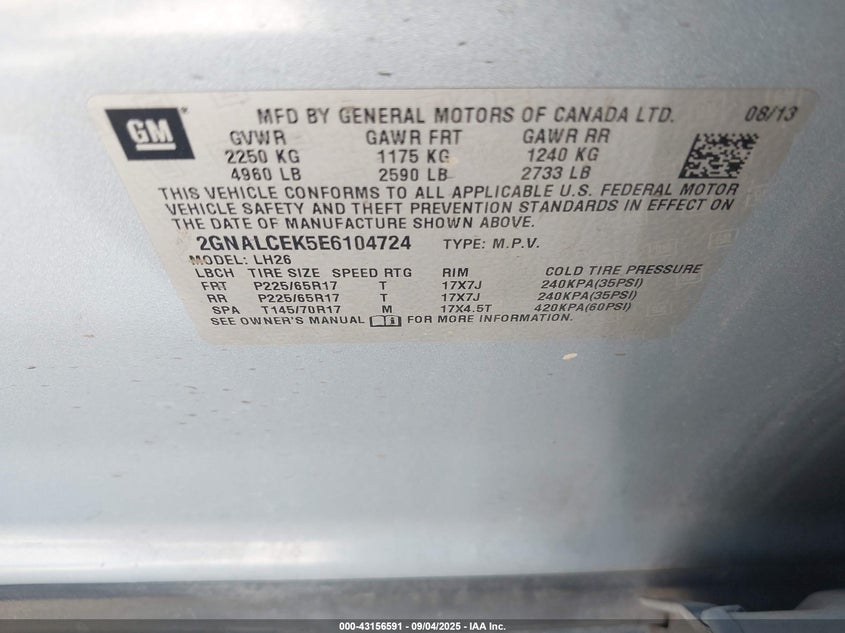 GM
MFD BY GENERAL MOTORS OF CANADA LTD. 08/13
GVWR GAWR FRT GAWR RR
2250 KG 1175 KG 1240 KG
4960 LB 2590 LB 2733 LB
THIS VEHICLE CONFORMS TO ALL APPLICABLE U.S. FEDERAL MOTOR
VEHICLE SAFETY AND THEFT PREVENTION STANDARDS IN EFFECT ON
THE DATE OF MANUFACTURE SHOWN ABOVE.
2GNALCEK5E6104724 TYPE: M.P.V.
MODEL: LH26
LBCH TIRE SIZE SPEED RTG RIM COLD TIRE PRESSURE
FRT P225/65R17 T 17X7J 240KPA(35PSI)
RR P225/65R17 T 17X7J 240KPA(35PSI)
SPA T145/70R17 M 17X4.5T 420KPA(60PSI)
SEE OWNER'S MANUAL FOR MORE INFORMATION.
000-43156591 - 09/04/2025 - IAA Inc.